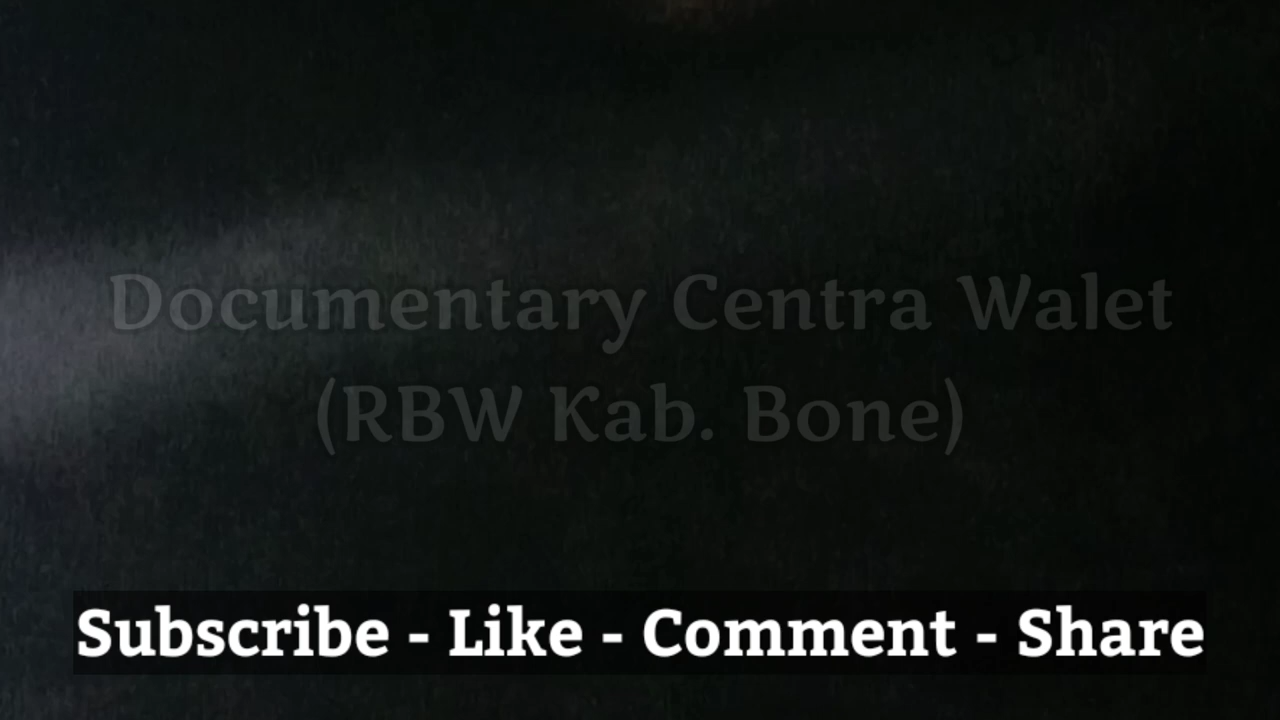 Documentary Centra Walet
(RBW Kab. Bone)
Subscribe - Like - Comment - Share